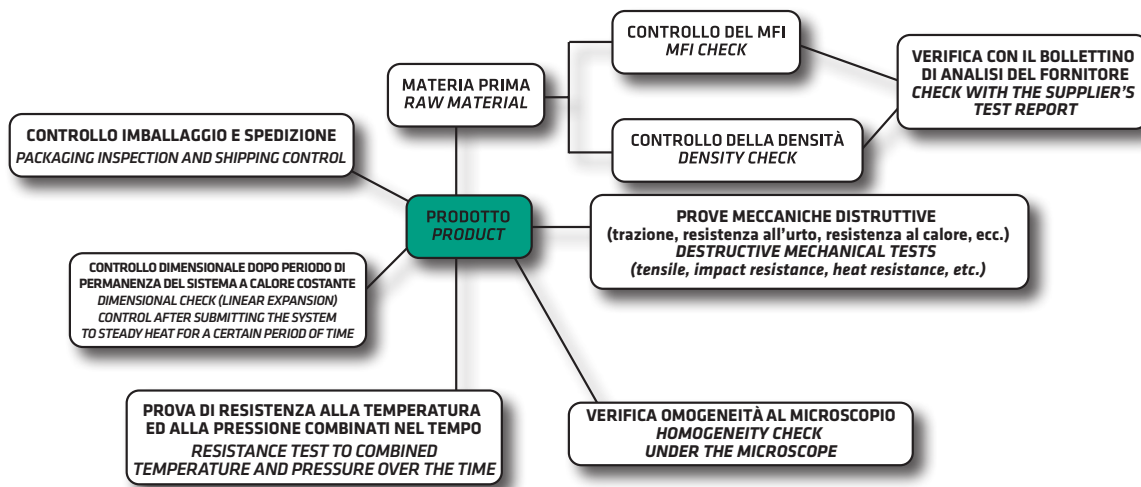 CONTROLLO DEL MFI
MFI CHECK
VERIFICA CON IL BOLLETTINO
DI ANALISI DEL FORNITORE
CHECK WITH THE SUPPLIER'S
TEST REPORT
MATERIA PRIMA
RAW MATERIAL
CONTROLLO DELLA DENSITÀ
DENSITY CHECK
CONTROLLO IMBALLAGGIO E SPEDIZIONE
PACKAGING INSPECTION AND SHIPPING CONTROL
PRODOTTO
PRODUCT
PROVE MECCANICHE DISTRUTTIVE
(trazione, resistenza all'urto, resistenza al calore, ecc.)
DESTRUCTIVE MECHANICAL TESTS
(tensile, impact resistance, heat resistance, etc.)
CONTROLLO DIMENSIONALE DOPO PERIODO DI
PERMANENZA DEL SISTEMA A CALORE COSTANTE
DIMENSIONAL CHECK (LINEAR EXPANSION)
CONTROL AFTER SUBMITTING THE SYSTEM
TO STEADY HEAT FOR A CERTAIN PERIOD OF TIME
PROVA DI RESISTENZA ALLA TEMPERATURA
ED ALLA PRESSIONE COMBINATI NEL TEMPO
RESISTANCE TEST TO COMBINED
TEMPERATURE AND PRESSURE OVER THE TIME
VERIFICA OMOGENEITÀ AL MICROSCOPIO
HOMOGENEITY CHECK
UNDER THE MICROSCOPE